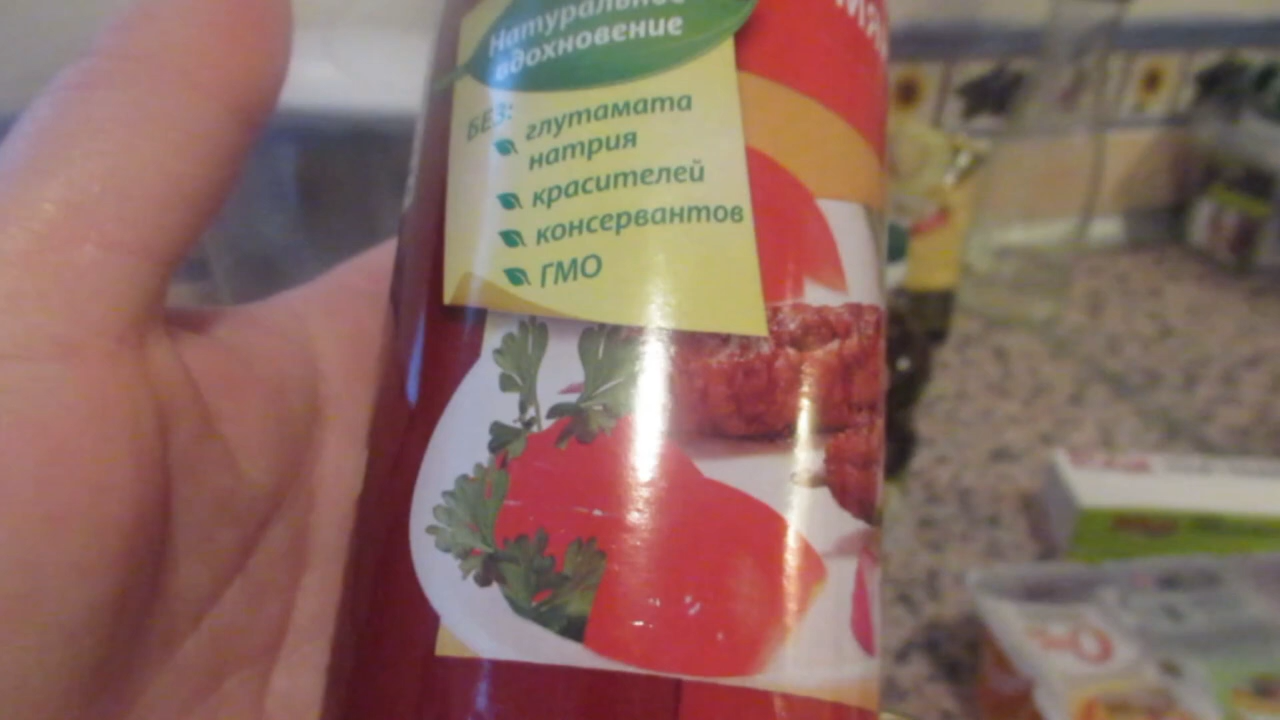 Натуральное
вдохновение
БЕЗ:
глутамата
натрия
красителей
консервантов
ГМО